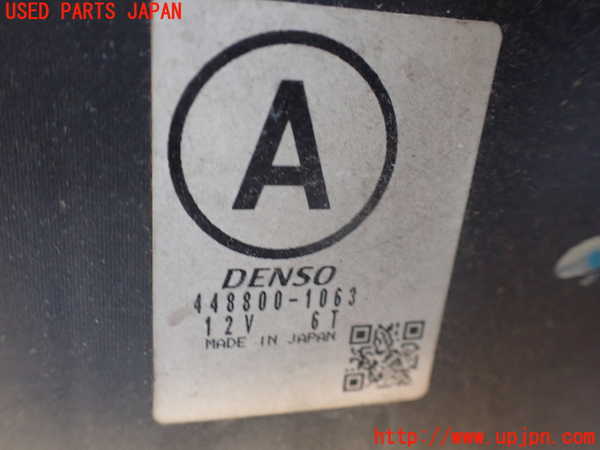 USED PARTS JAPAN
A
DENSO
448800-1063
12V 6T
MADE IN JAPAN
http://www.upjpn.com/